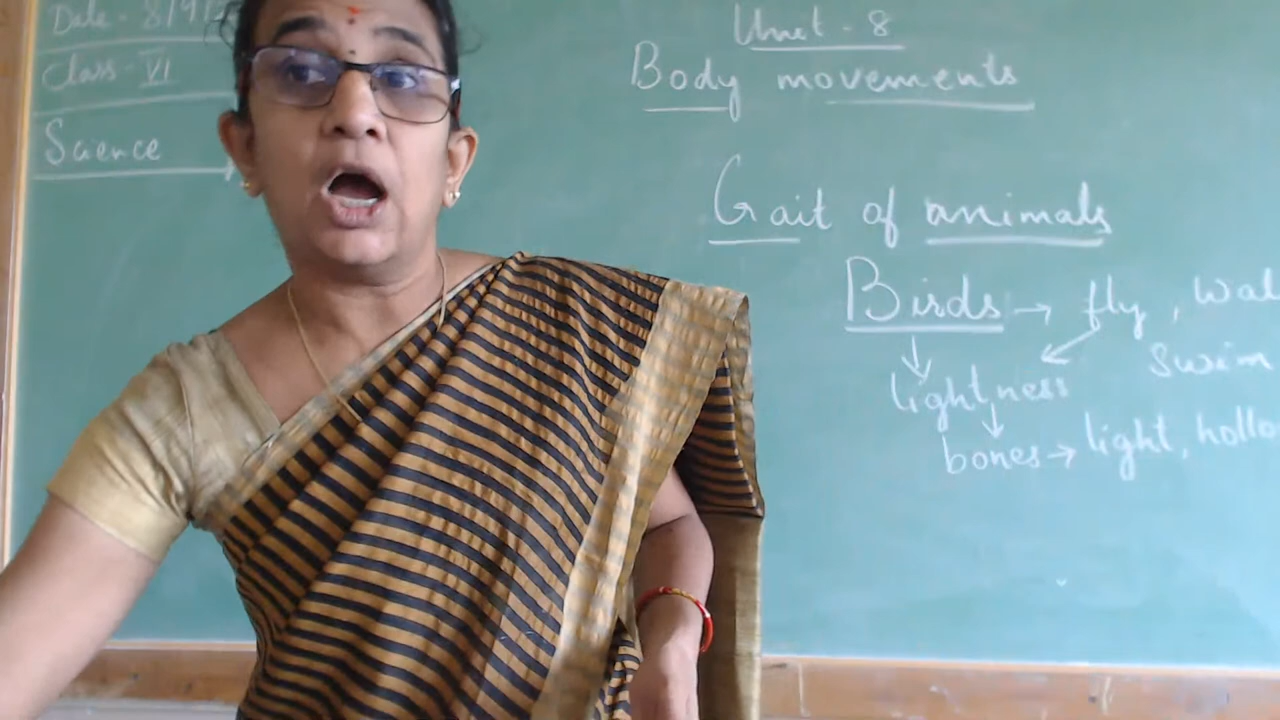 Date - 8/9/
Class - VI
Science
Unit - 8
Body movements
Gait of animals
Birds → fly, Wal
Swim
lightness
bones → light, hollo